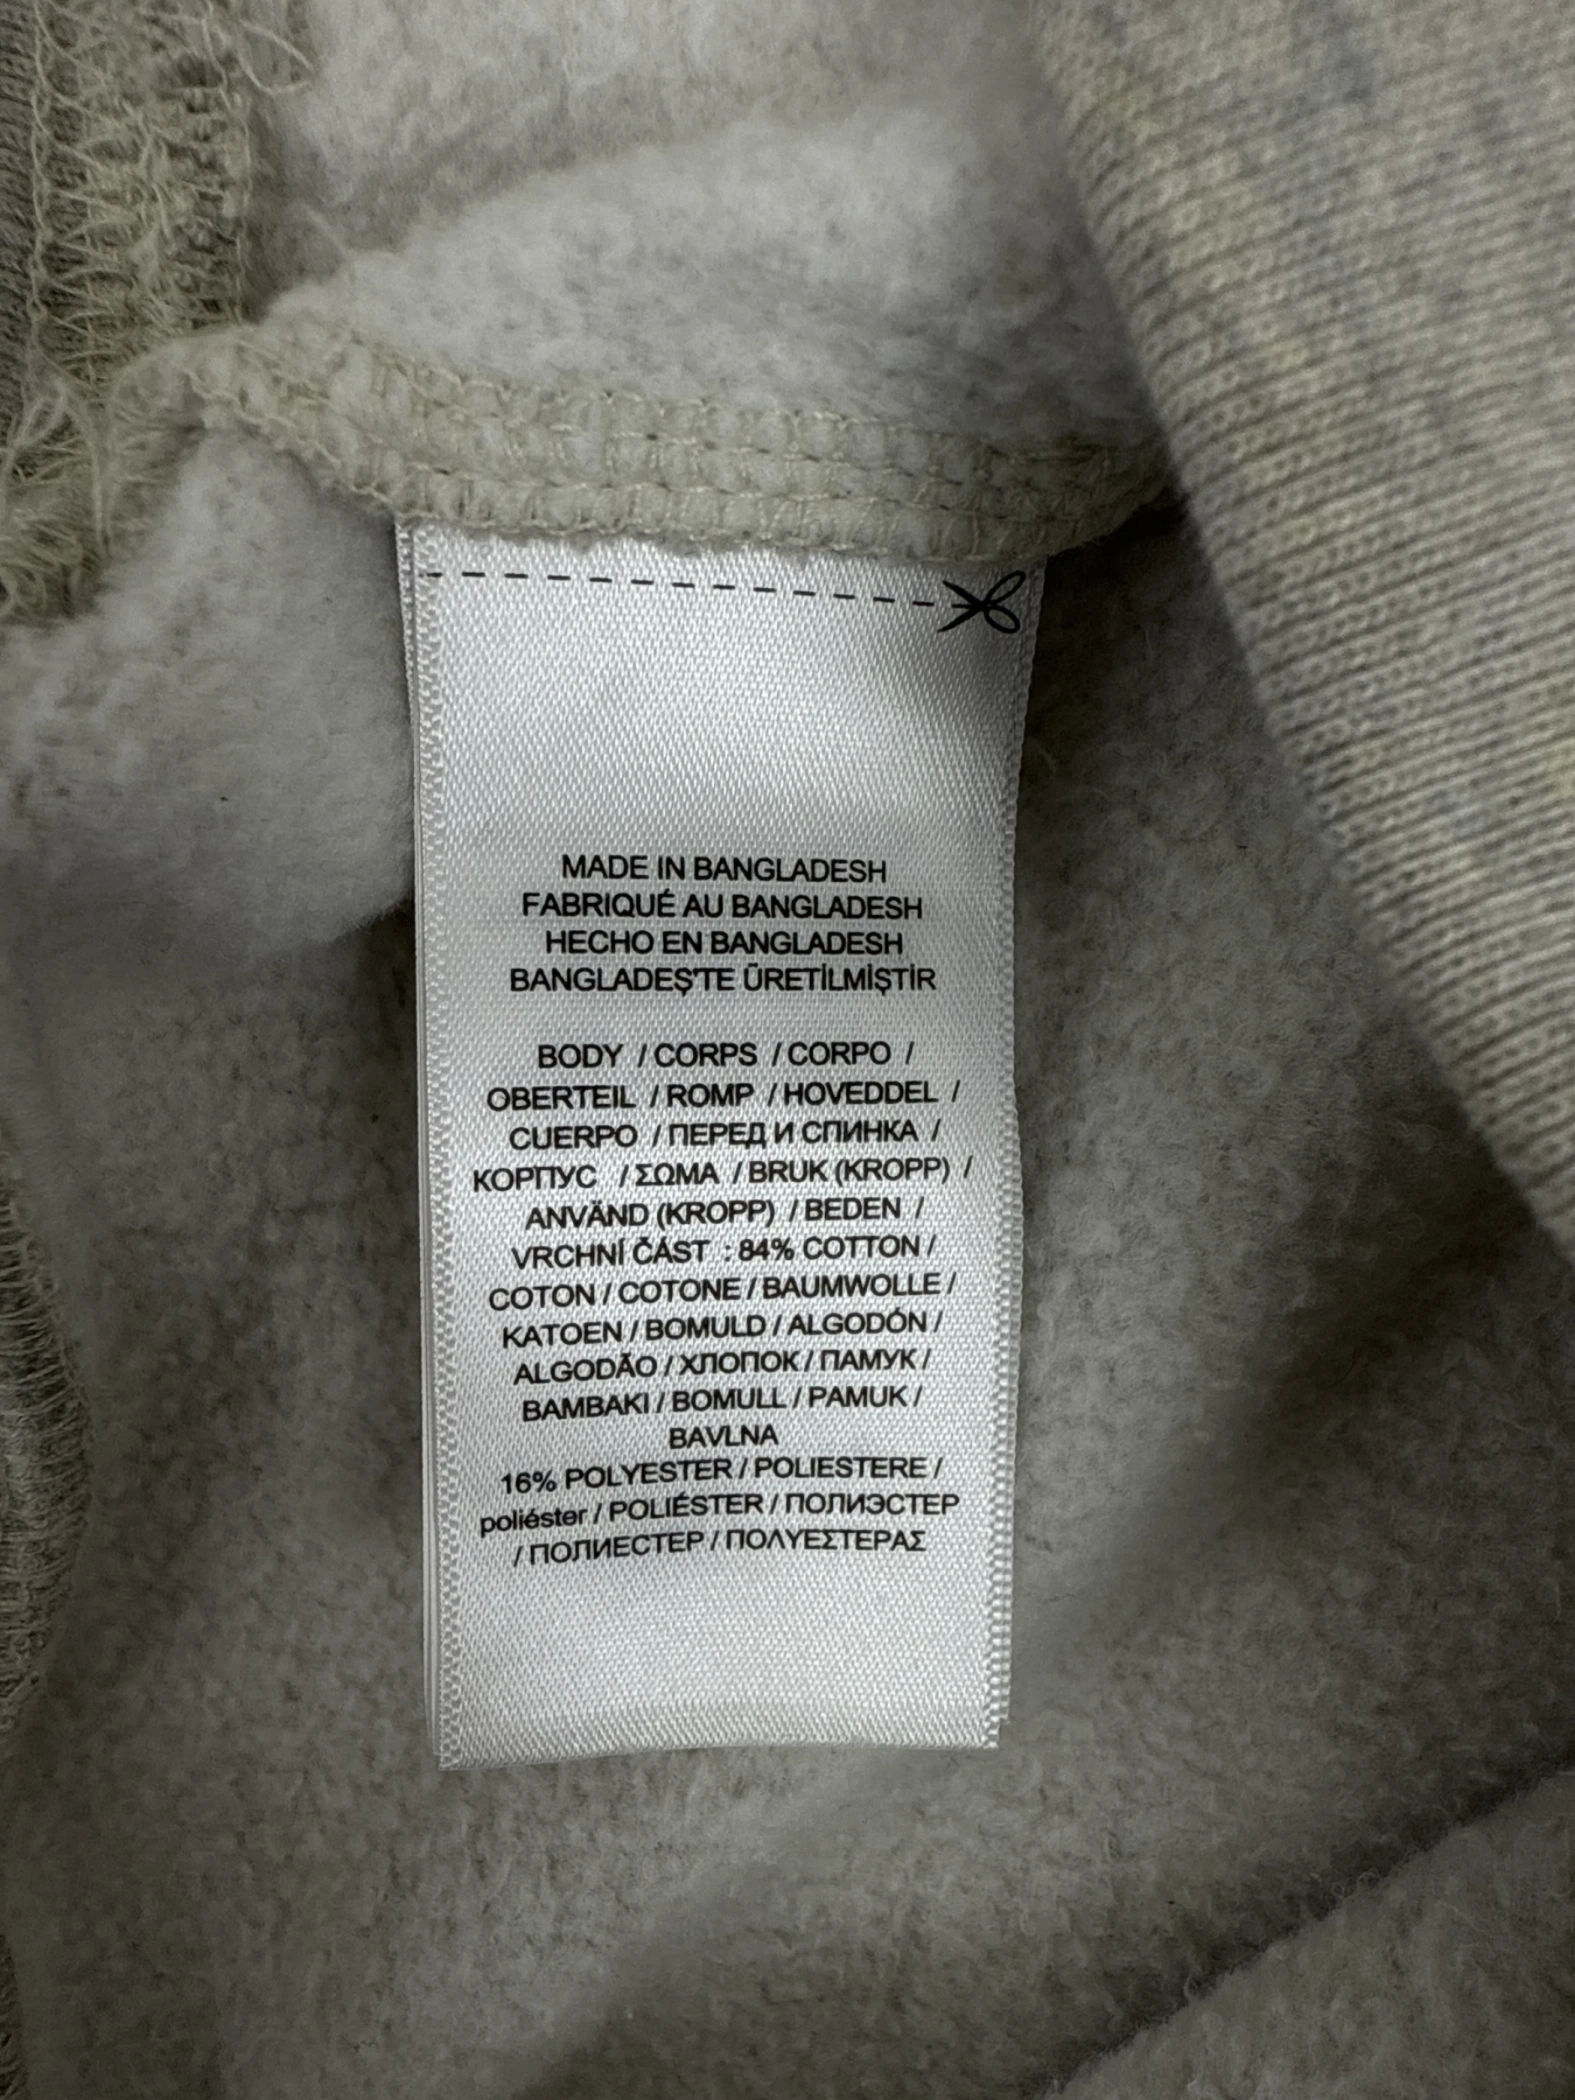 MADE IN BANGLADESH
FABRIQUÉ AU BANGLADESH
HECHO EN BANGLADESH
BANGLADEŞ'TE ÜRETİLMİŞTİR
BODY / CORPS / CORPO /
OBERTEIL / ROMP / HOVEDDEL /
CUERPO / ПЕРЕД И СПИНКА /
КОРПУС / ΣΩΜΑ / BRUK (KROPP) /
ANVÄND (KROPP) / BEDEN /
VRCHNÍ ČÁST : 84% COTTON /
COTON / COTONE / BAUMWOLLE /
KATOEN / BOMULD / ALGODÓN /
ALGODÃO / ХЛОПОК / ПАМУК /
BAMBAKI / BOMULL / PAMUK /
BAVLNA
16% POLYESTER / POLIESTERE /
poliéster / POLIÉSTER / ПОЛИЭСТЕР
/ ПОЛИЕСТЕР / ΠΟΛΥΕΣΤΕΡΑΣ